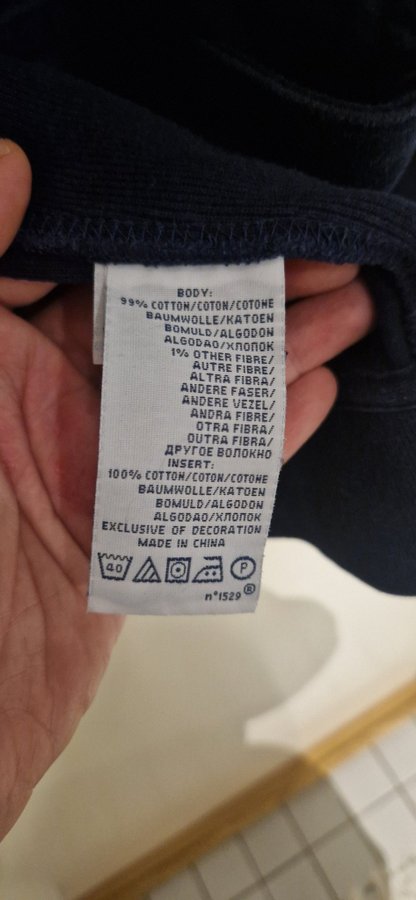 BODY:
99% COTTON/COTON/COTONE
BAUMWOLLE/KATOEN
BOMULD/ALGODON
ALGODAO/ХЛОПОК
1% OTHER FIBRE/
AUTRE FIBRE/
ALTRA FIBRA/
ANDERE FASER/
ANDERE VEZEL/
ANDRA FIBRA/
OTRA FIBRA/
OUTRA FIBRA/
ДРУГОЕ ВОЛОКНО
INSERT:
100% COTTON/COTON/COTONE
BAUMWOLLE/KATOEN
BOMULD/ALGODON
ALGODAO/ХЛОПОК
EXCLUSIVE OF DECORATION
MADE IN CHINA
40 P
n°1529 ®